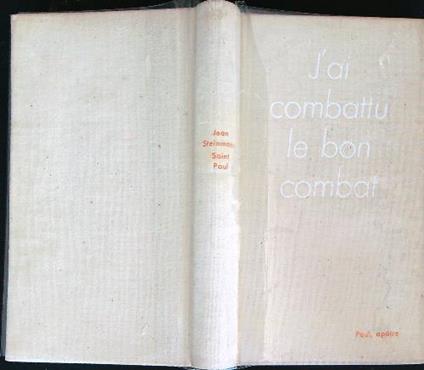 Jean
Steinmann
Saint
Paul
J'ai
combattu
le bon
combat
Paul, apôtre